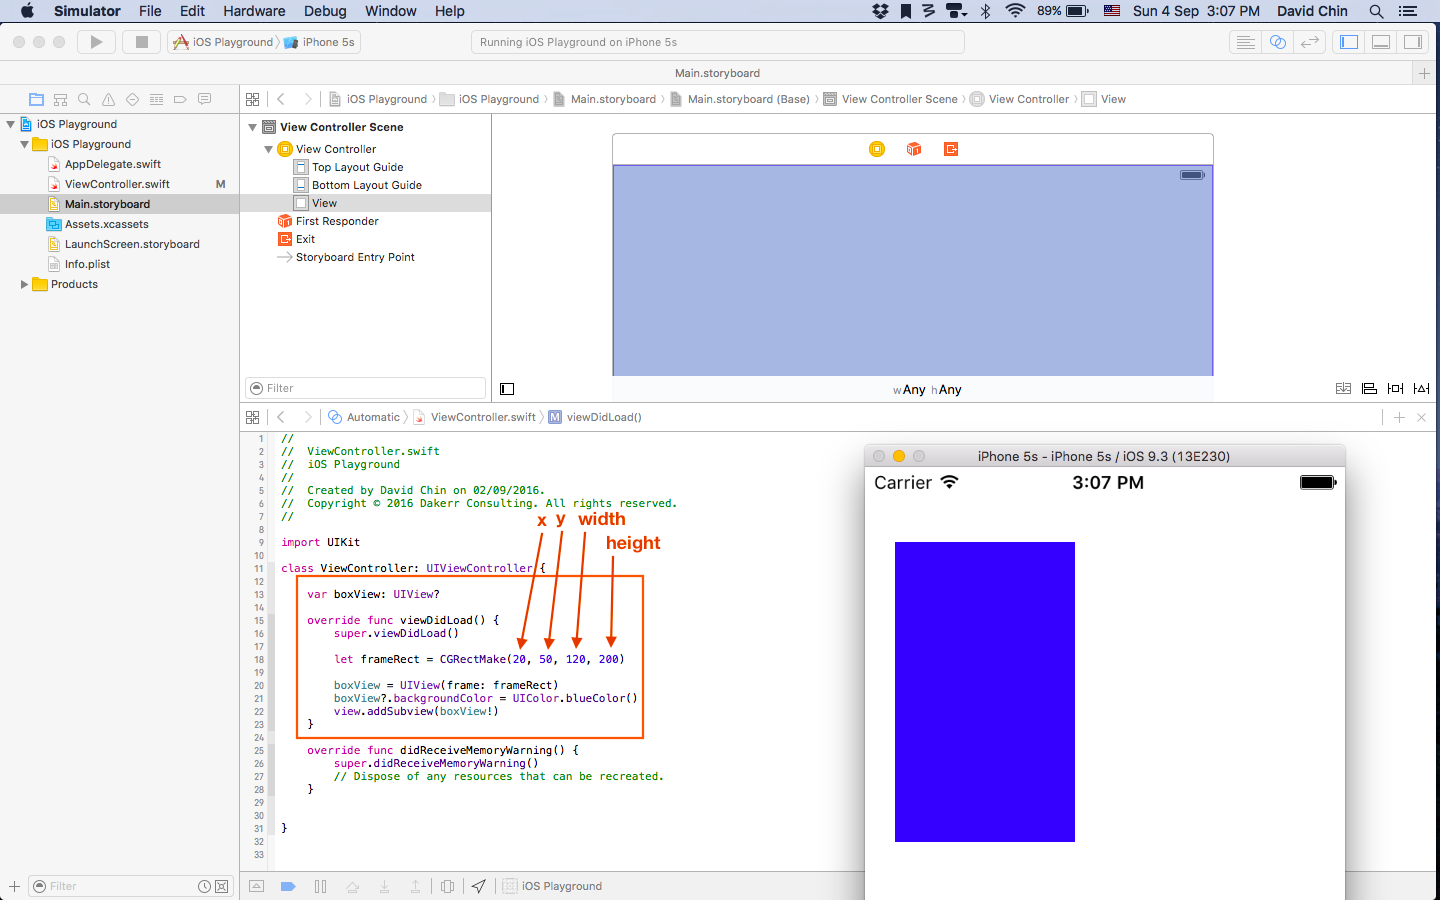 Simulator File Edit Hardware Debug Window Help 89% Sun 4 Sep 3:07 PM David Chin
iOS Playground iPhone 5s Running iOS Playground on iPhone 5s
Main.storyboard
iOS Playground iOS Playground Main.storyboard Main.storyboard (Base) View Controller Scene View Controller View
iOS Playground
iOS Playground
AppDelegate.swift
ViewController.swift M
Main.storyboard
Assets.xcassets
LaunchScreen.storyboard
Info.plist
Products
Filter
View Controller Scene
View Controller
Top Layout Guide
Bottom Layout Guide
View
First Responder
Exit
Storyboard Entry Point
Filter
wAny hAny
Automatic ViewController.swift M viewDidLoad()
1 //
2 // ViewController.swift
3 // iOS Playground
4 //
5 // Created by David Chin on 02/09/2016.
6 // Copyright © 2016 Dakerr Consulting. All rights reserved.
7 //
x y width
height
8
9 import UIKit
10
11 class ViewController: UIViewController {
12
13 var boxView: UIView?
14
15 override func viewDidLoad() {
16 super.viewDidLoad()
17
18 let frameRect = CGRectMake(20, 50, 120, 200)
19
20 boxView = UIView(frame: frameRect)
21 boxView?.backgroundColor = UIColor.blueColor()
22 view.addSubview(boxView!)
23 }
24
25 override func didReceiveMemoryWarning() {
26 super.didReceiveMemoryWarning()
27 // Dispose of any resources that can be recreated.
28 }
29
30
31 }
32
33
iOS Playground
iPhone 5s - iPhone 5s / iOS 9.3 (13E230)
Carrier 3:07 PM